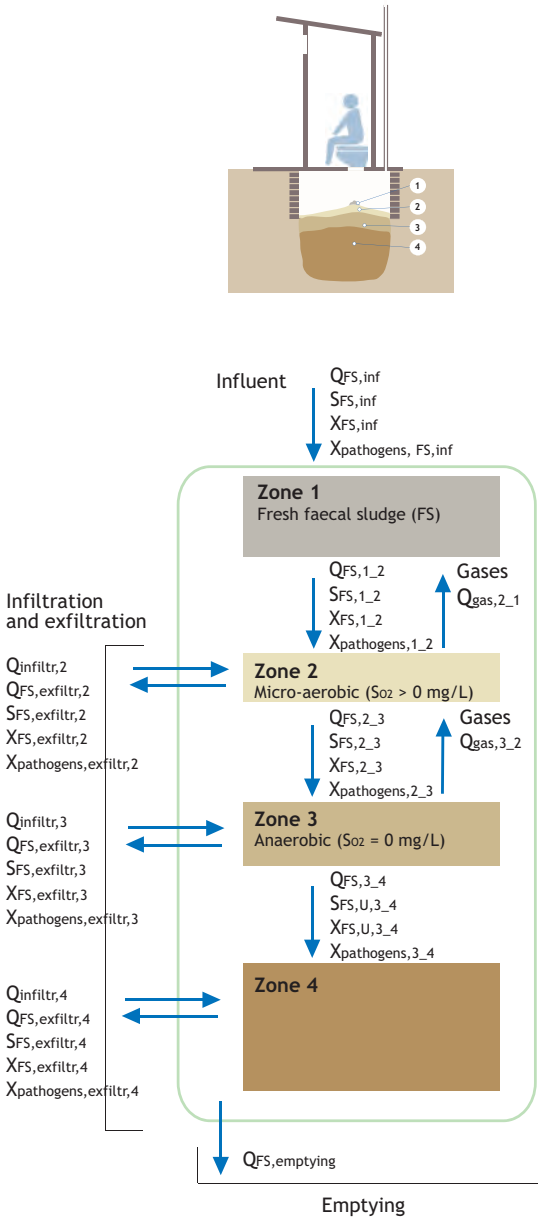 1
2
3
4
Influent
QFS,inf
SFS,inf
XFS,inf
Xpathogens, FS,inf
Zone 1
Fresh faecal sludge (FS)
QFS,1_2
SFS,1_2
XFS,1_2
Xpathogens,1_2
Gases
Qgas,2_1
Infiltration
and exfiltration
Qinfiltr,2
QFS,exfiltr,2
SFS,exfiltr,2
XFS,exfiltr,2
Xpathogens,exfiltr,2
Zone 2
Micro-aerobic (SO2 > 0 mg/L)
QFS,2_3
SFS,2_3
XFS,2_3
Xpathogens,2_3
Gases
Qgas,3_2
Qinfiltr,3
QFS,exfiltr,3
SFS,exfiltr,3
XFS,exfiltr,3
Xpathogens,exfiltr,3
Zone 3
Anaerobic (SO2 = 0 mg/L)
QFS,3_4
SFS,U,3_4
XFS,U,3_4
Xpathogens,3_4
Qinfiltr,4
QFS,exfiltr,4
SFS,exfiltr,4
XFS,exfiltr,4
Xpathogens,exfiltr,4
Zone 4
QFS,emptying
Emptying